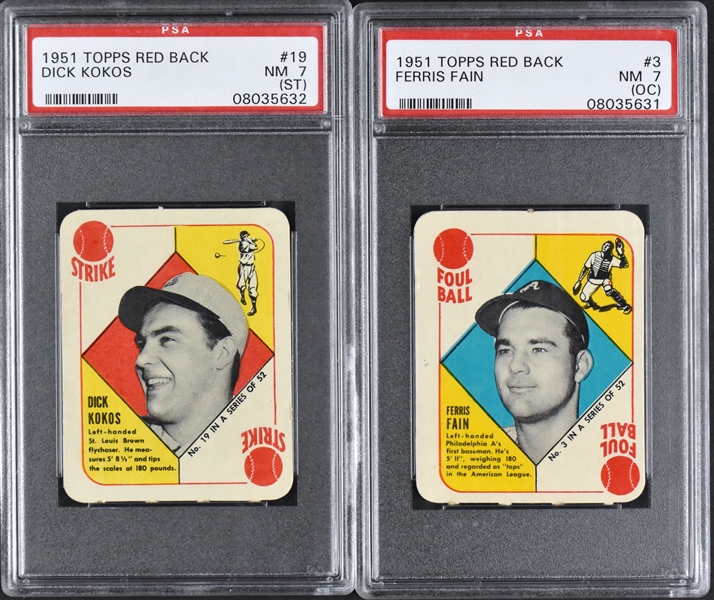 PSA
1951 TOPPS RED BACK #19
DICK KOKOS NM 7
(ST)
08035632
STRIKE
DICK
KOKOS
Left-handed
St. Louis Brown
flychaser. He mea-
sures 5' 8½" and tips
the scales at 180 pounds.
No. 19 IN A SERIES OF 52
STRIKE
PSA
1951 TOPPS RED BACK #3
FERRIS FAIN NM 7
(OC)
08035631
FOUL
BALL
A
FERRIS
FAIN
Left-handed
Philadelphia A's
first baseman. He's
5' 11", weighing 180
and regarded as "tops"
in the American League.
No. 3 IN A SERIES OF 52
FOUL
BALL